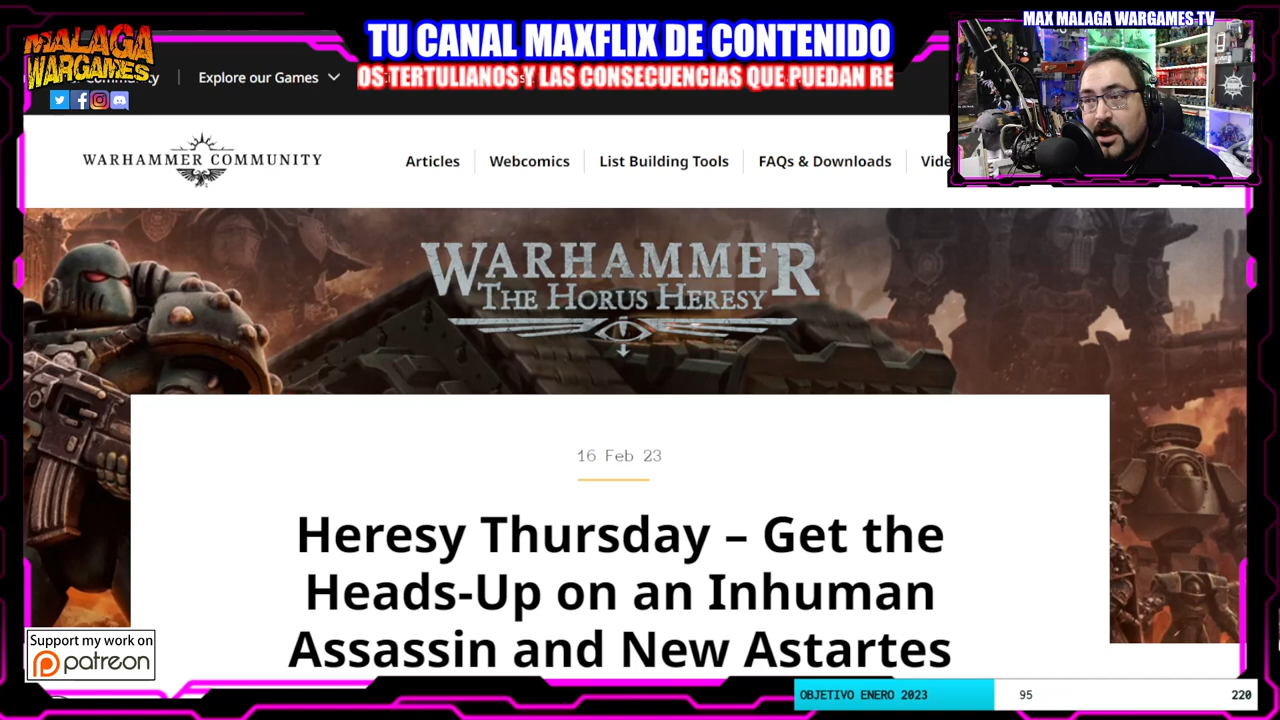 MAX MALAGA WARGAMES TV
TU CANAL MAXFLIX DE CONTENIDO
OS TERTULIANOS Y LAS CONSECUENCIAS QUE PUEDAN RE
MALAGA
WARGAMES
Explore our Games
WARHAMMER COMMUNITY
Articles
Webcomics
List Building Tools
FAQs & Downloads
Vide
WARHAMMER
THE HORUS HERESY
16 Feb 23
Heresy Thursday – Get the
Heads-Up on an Inhuman
Assassin and New Astartes
Support my work on
patreon
OBJETIVO ENERO 2023
95
220